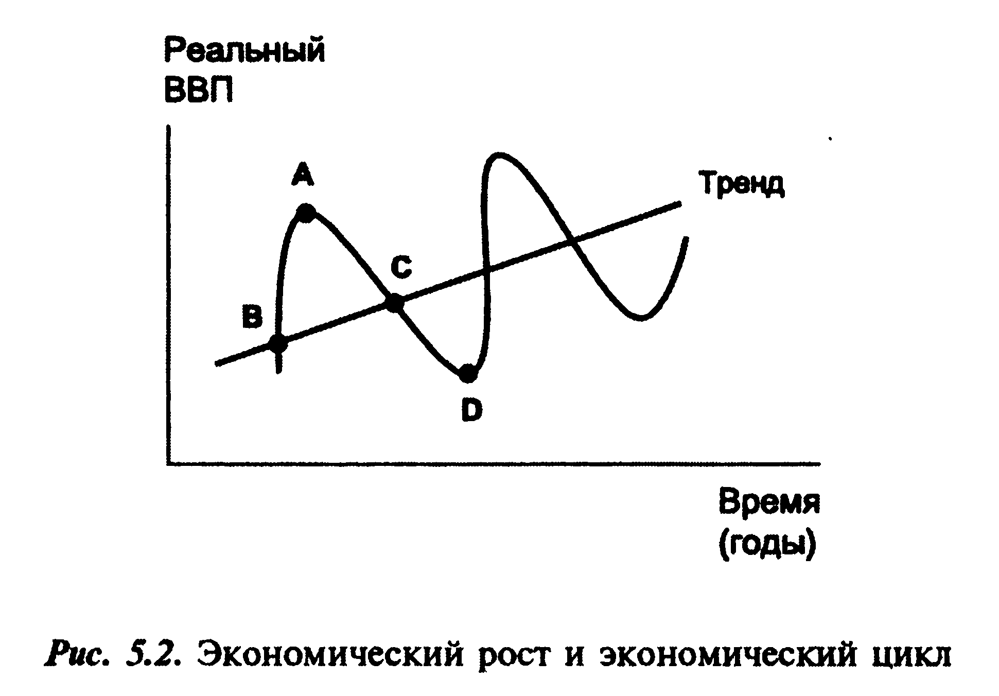 Реальный
ВВП
A
Тренд
C
B
D
Время
(годы)
Рис. 5.2. Экономический рост и экономический цикл